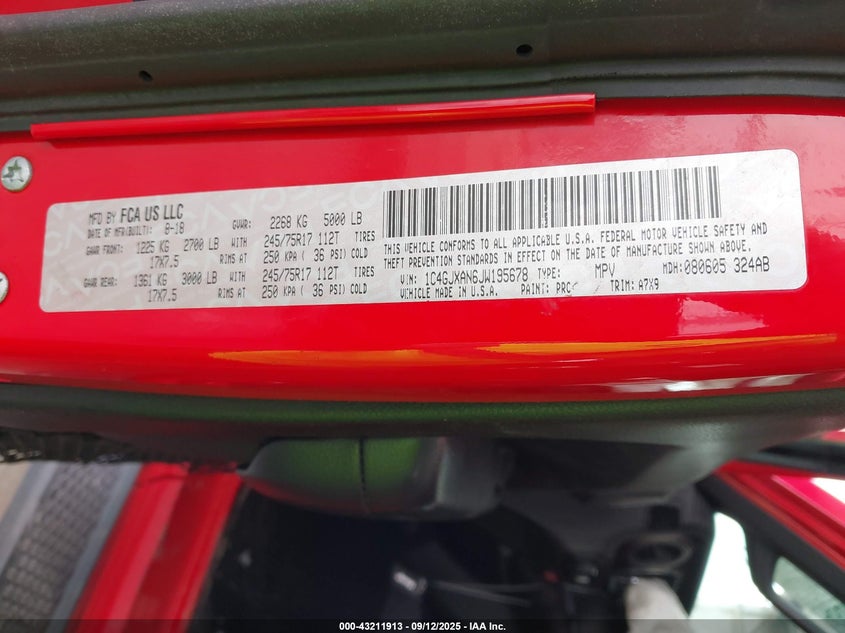 MFD BY FCA US LLC
DATE OF MFR(BUILT): 8-18 GVWR: 2268 KG 5000 LB
GAWR FRONT: 1225 KG 2700 LB WITH 245/75R17 112T TIRES
17X7.5 RIMS AT 250 KPA ( 36 PSI) COLD
GAWR REAR: 1361 KG 3000 LB WITH 245/75R17 112T TIRES
17X7.5 RIMS AT 250 KPA ( 36 PSI) COLD
THIS VEHICLE CONFORMS TO ALL APPLICABLE U.S.A. FEDERAL MOTOR VEHICLE SAFETY AND
THEFT PREVENTION STANDARDS IN EFFECT ON THE DATE OF MANUFACTURE SHOWN ABOVE.
VIN: 1C4GJXAN6JW195678 TYPE: MPV MDH:080605 324AB
VEHICLE MADE IN U.S.A. PAINT: PRC TRIM: A7X9
000-43211913 - 09/12/2025 - IAA Inc.